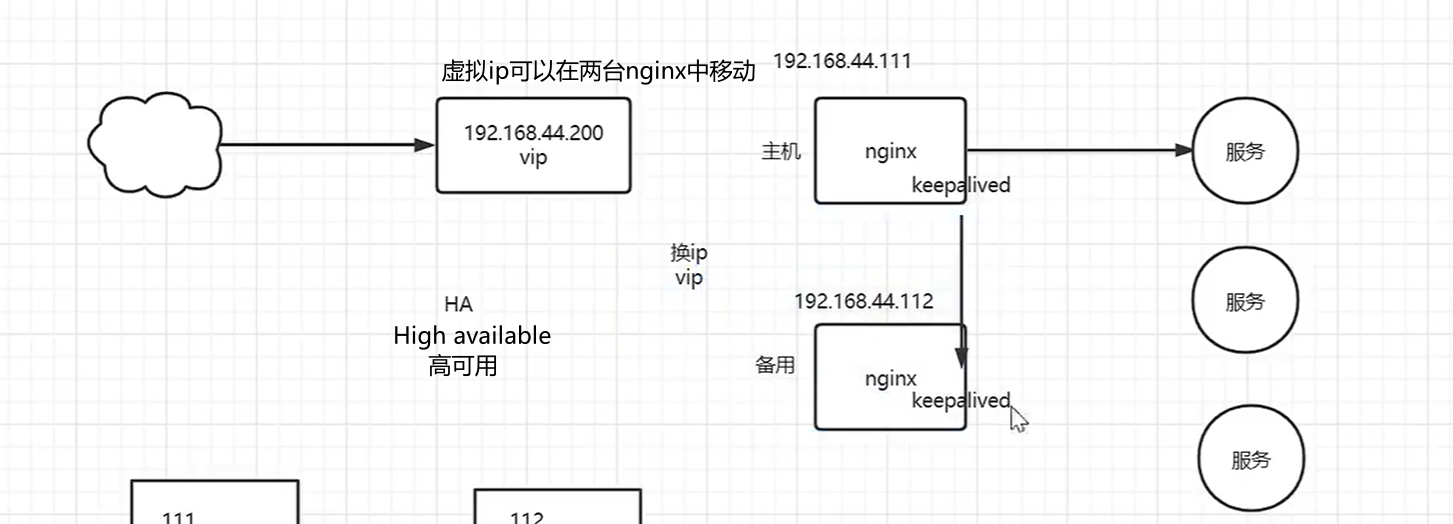 虚拟ip可以在两台nginx中移动
192.168.44.111
192.168.44.200
vip
主机
nginx
keepalived
服务
换ip
vip
服务
HA
High available
高可用
192.168.44.112
备用
nginx
keepalived
服务
111
112